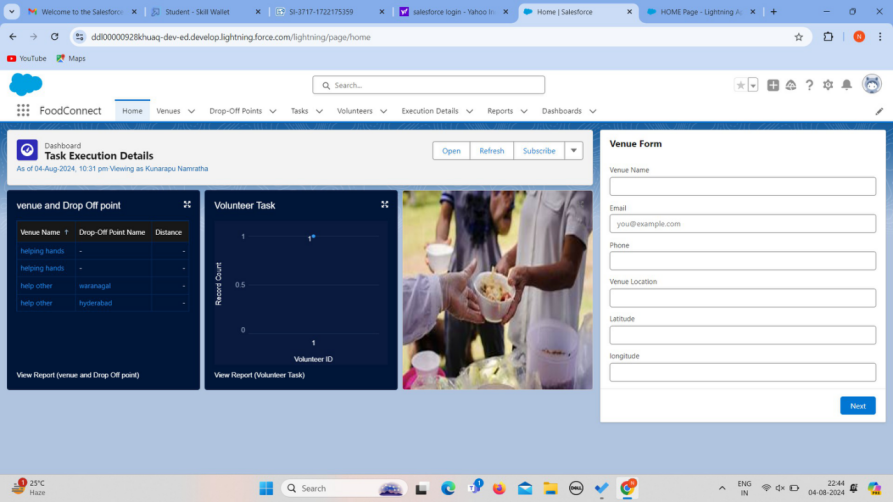 Welcome to the Salesforce
Student - Skill Wallet
SI-3717-1722175359
salesforce login - Yahoo
Home | Salesforce
HOME Page - Lightning
ddl00000928khuaq-dev-ed.develop.lightning.force.com/lightning/page/home
N
YouTube
Maps
Search...
FoodConnect
Home
Venues
Drop-Off Points
Tasks
Volunteers
Execution Details
Reports
Dashboards
Dashboard
Task Execution Details
As of 04-Aug-2024, 10:31 pm Viewing as Kunarapu Namratha
Open
Refresh
Subscribe
venue and Drop Off point
Venue Name ↑ Drop-Off Point Name Distance
helping hands - -
helping hands - -
help other waranagal -
help other hyderabad -
View Report (venue and Drop Off point)
Volunteer Task
Record Count
1
0.5
0
1
1
Volunteer ID
View Report (Volunteer Task)
Venue Form
Venue Name
Email
you@example.com
Phone
Venue Location
Latitude
longitude
Next
1
25°C
Haze
Search
1
DELL
ENG
IN
22:44
04-08-2024